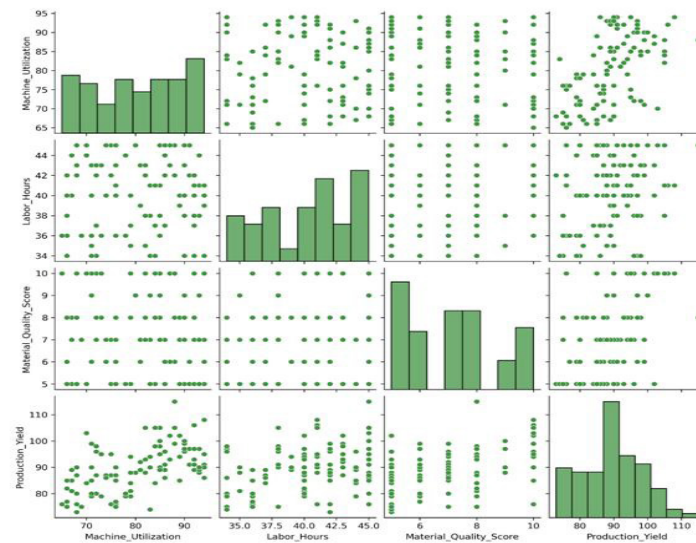 Machine_Utilization
95
90
85
80
75
70
65
Labor_Hours
44
42
40
38
36
34
Material_Quality_Score
10
9
8
7
6
5
Production_Yield
110
100
90
80
70 80 90
35.0 37.5 40.0 42.5 45.0
6 8 10
80 90 100 110
Machine_Utilization Labor_Hours Material_Quality_Score Production_Yield